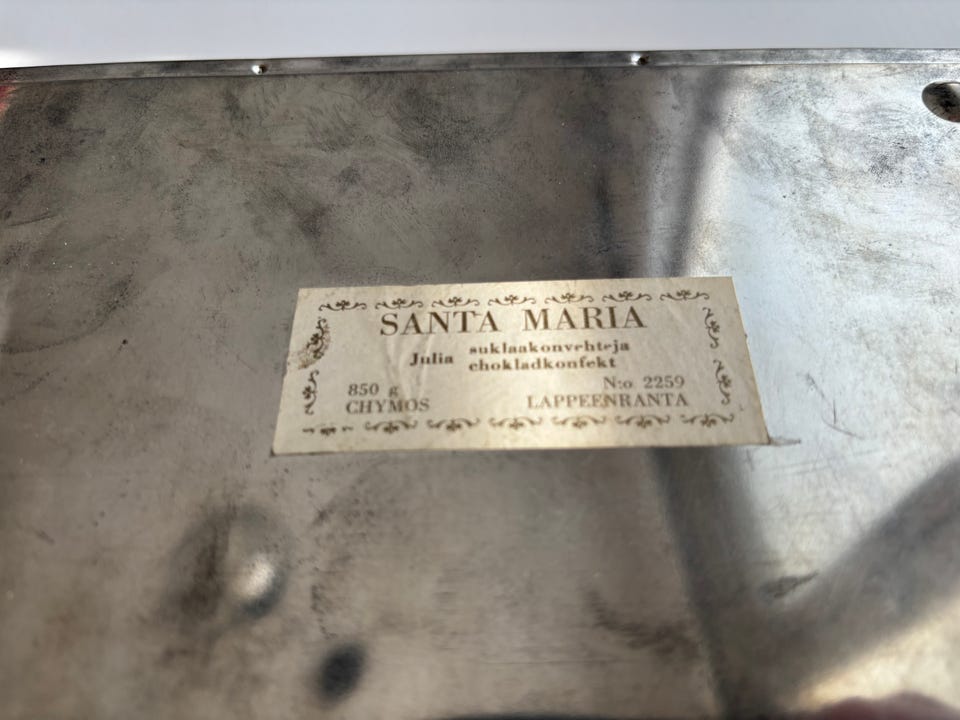 SANTA MARIA
Julia suklaakonvehteja
chokladkonfekt
850 g N:o 2259
CHYMOS LAPPEENRANTA